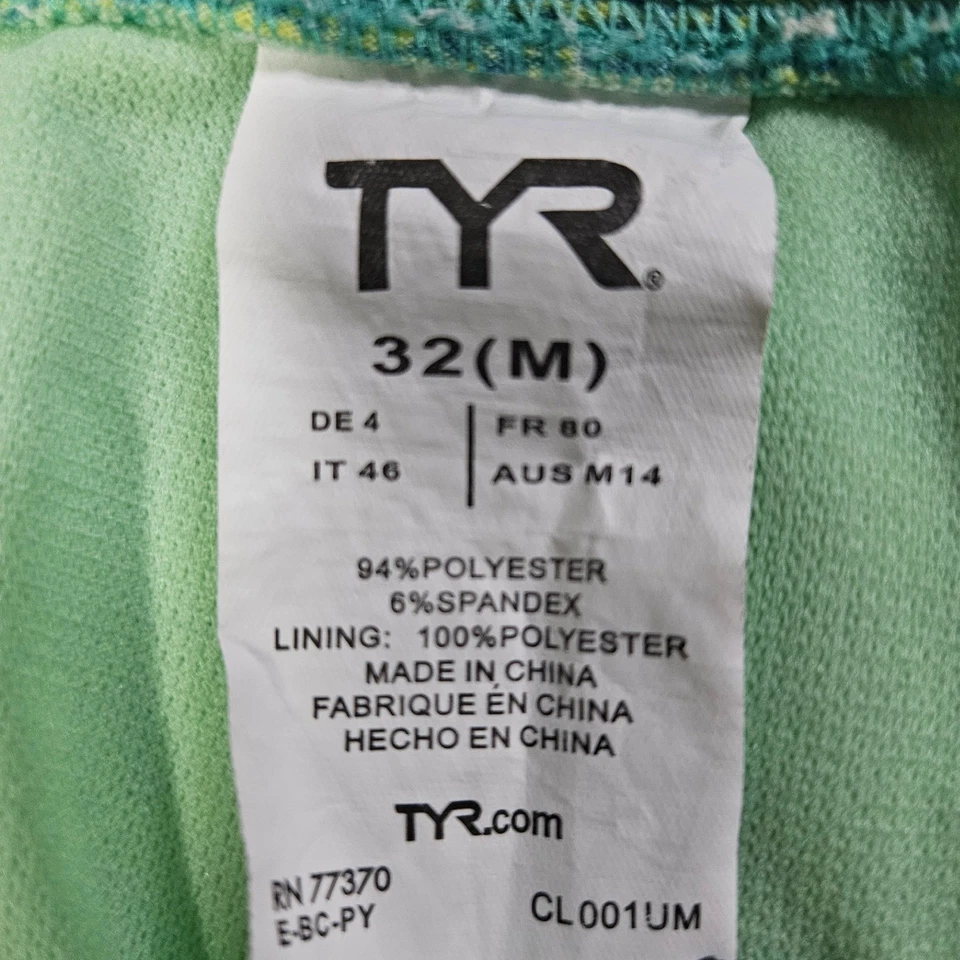 TYR®
32(M)
DE 4 | FR 80
IT 46 | AUS M14
94%POLYESTER
6%SPANDEX
LINING: 100%POLYESTER
MADE IN CHINA
FABRIQUE ÉN CHINA
HECHO EN CHINA
TYR.com
RN 77370
E-BC-PY
CL001UM